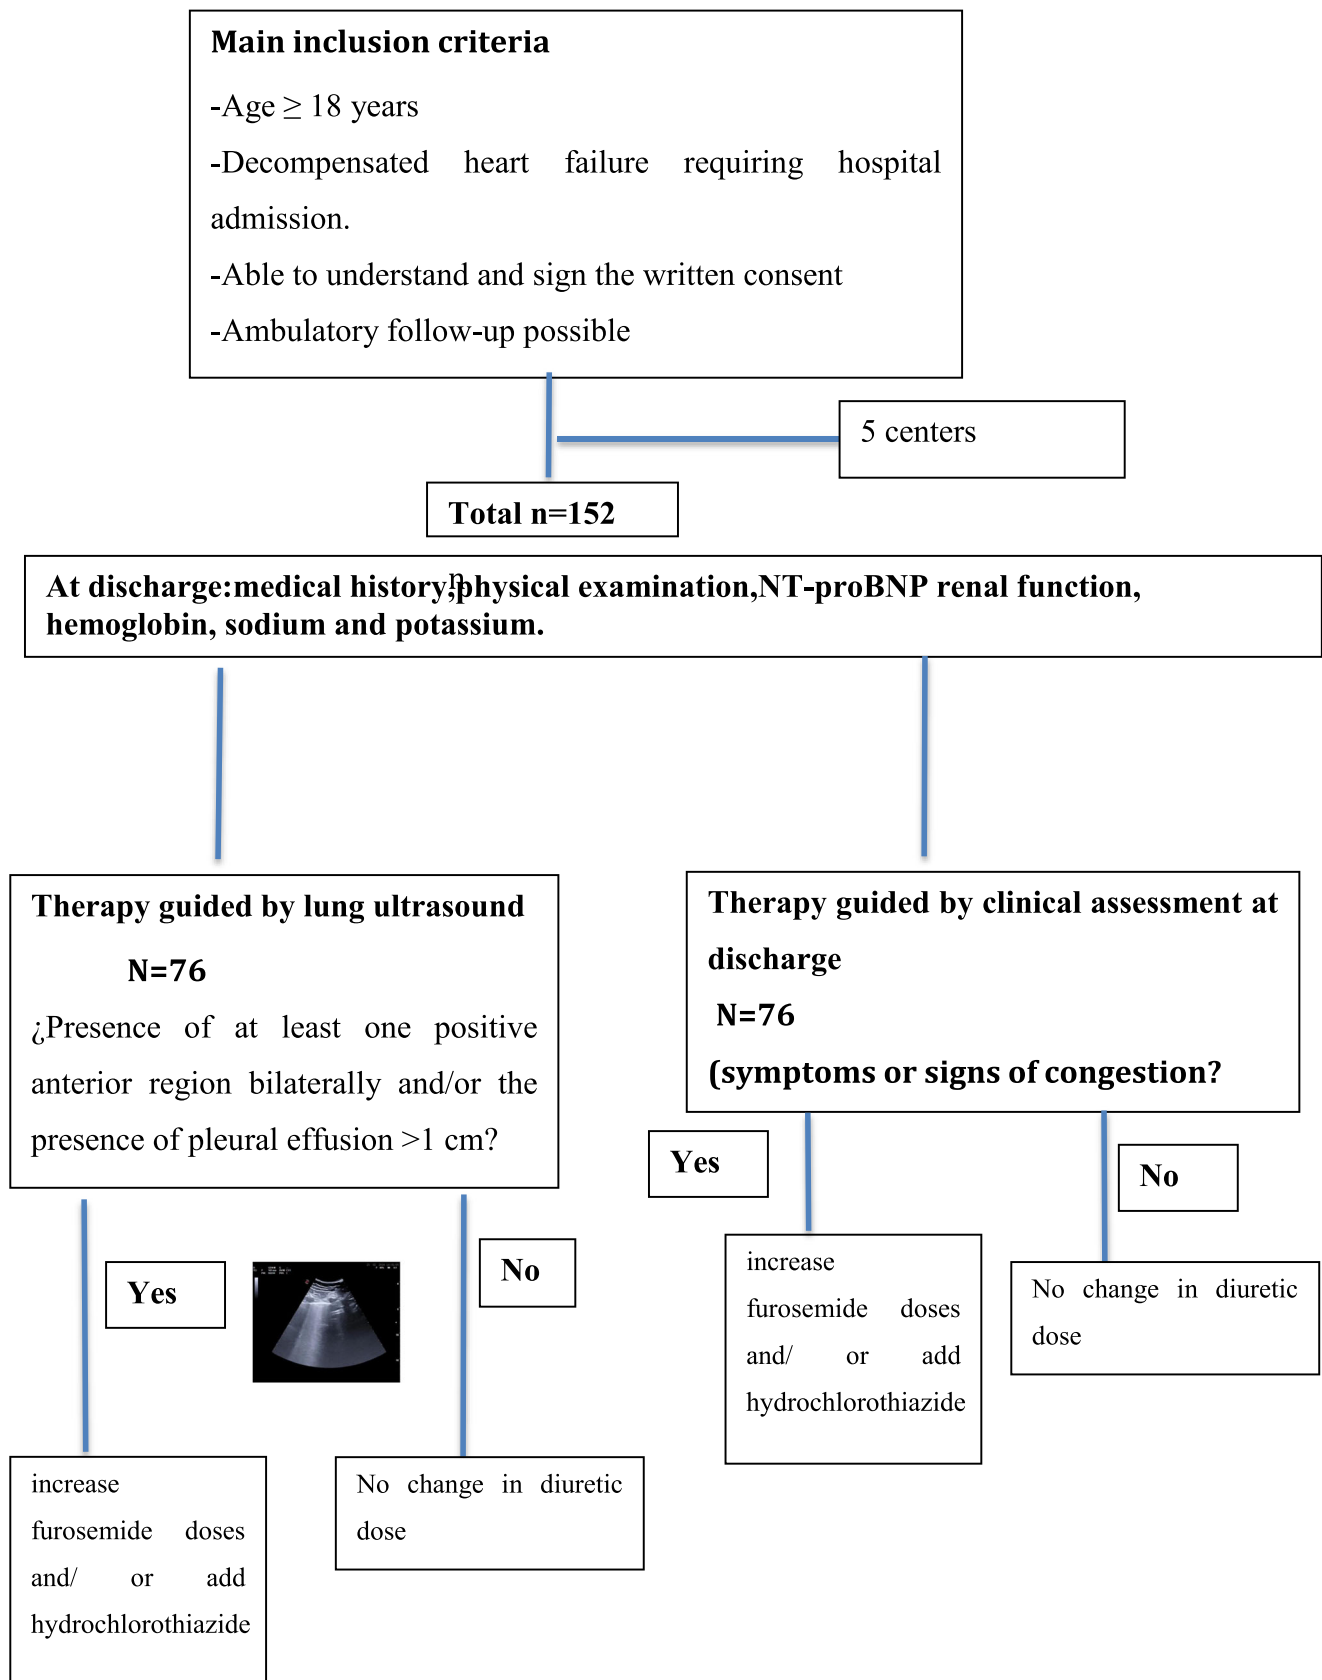 Main inclusion criteria
-Age ≥ 18 years
-Decompensated heart failure requiring hospital
admission.
-Able to understand and sign the written consent
-Ambulatory follow-up possible
5 centers
Total n=152
n
At discharge:medical history,physical examination,NT-proBNP renal function,
hemoglobin, sodium and potassium.
Therapy guided by lung ultrasound
N=76
¿Presence of at least one positive
anterior region bilaterally and/or the
presence of pleural effusion >1 cm?
Yes
No
increase
furosemide doses
and/ or add
hydrochlorothiazide
No change in diuretic
dose
Therapy guided by clinical assessment at
discharge
N=76
(symptoms or signs of congestion?
Yes
No
increase
furosemide doses
and/ or add
hydrochlorothiazide
No change in diuretic
dose